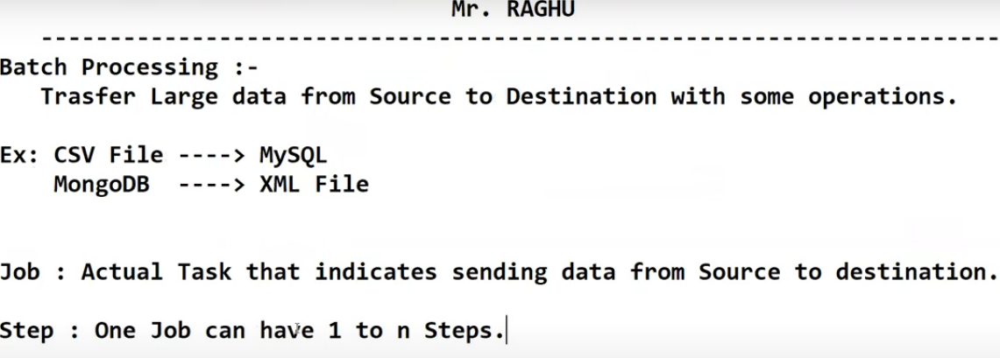 Mr. RAGHU
--------------------------------------------------------------------
Batch Processing :-
Trasfer Large data from Source to Destination with some operations.
Ex: CSV File ----> MySQL
MongoDB ----> XML File
Job : Actual Task that indicates sending data from Source to destination.
Step : One Job can have 1 to n Steps.